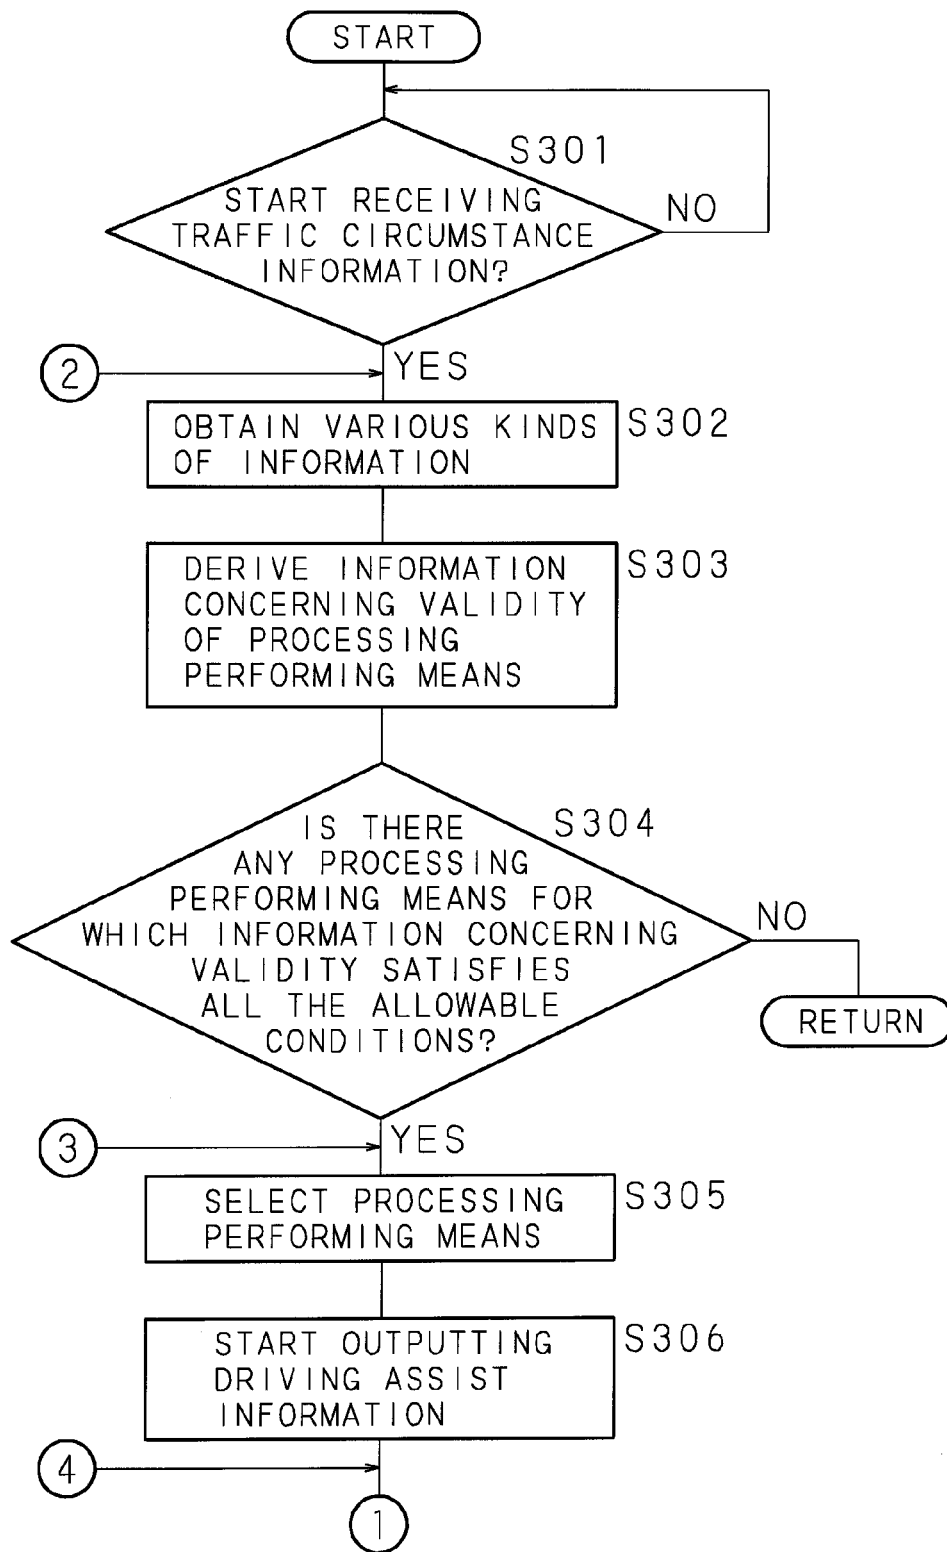 START
S301
START RECEIVING
TRAFFIC CIRCUMSTANCE
INFORMATION?
NO
2
YES
OBTAIN VARIOUS KINDS
OF INFORMATION
S302
DERIVE INFORMATION
CONCERNING VALIDITY
OF PROCESSING
PERFORMING MEANS
S303
S304
IS THERE
ANY PROCESSING
PERFORMING MEANS FOR
WHICH INFORMATION CONCERNING
VALIDITY SATISFIES
ALL THE ALLOWABLE
CONDITIONS?
NO
RETURN
3
YES
SELECT PROCESSING
PERFORMING MEANS
S305
START OUTPUTTING
DRIVING ASSIST
INFORMATION
S306
4
1